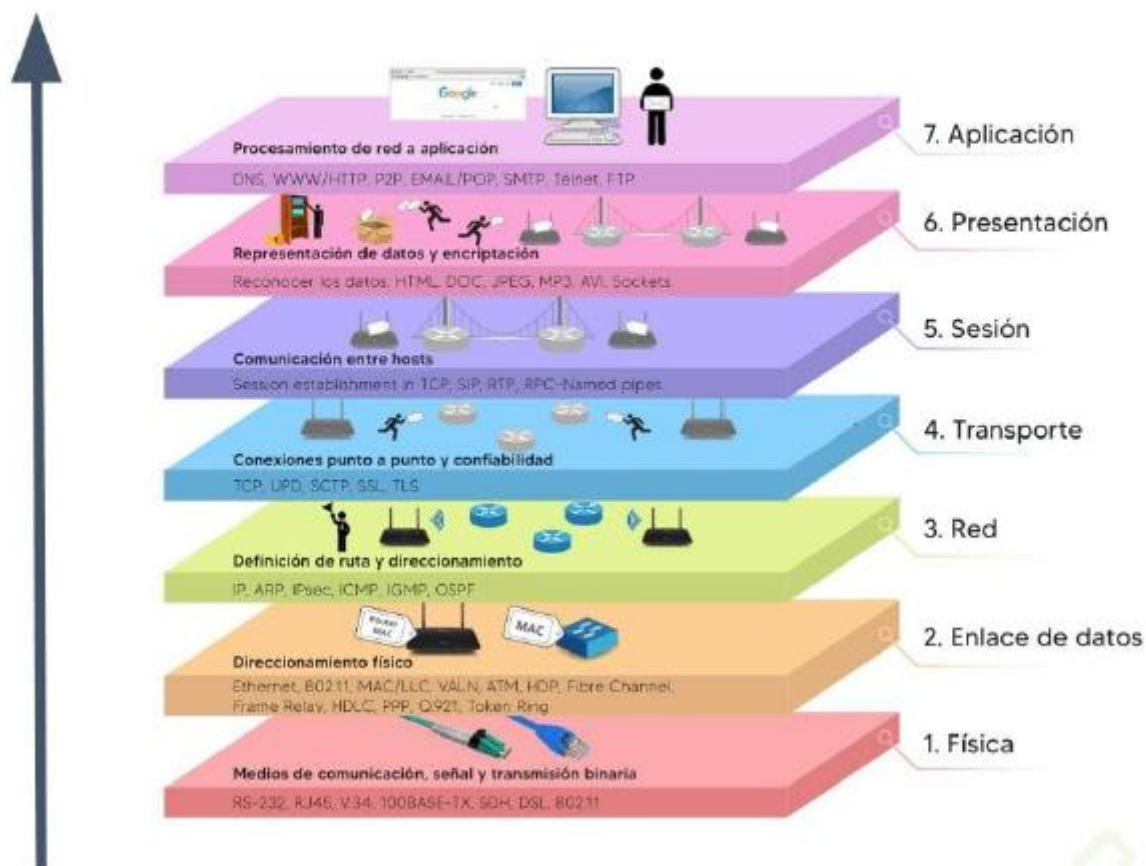 Google
7. Aplicación
Procesamiento de red a aplicación
DNS, WWW/HTTP, P2P, EMAIL/POP, SMTP, Telnet, FTP
6. Presentación
Representación de datos y encriptación
Reconocer los datos: HTML, DOC, JPEG, MP3, AVI, Sockets
5. Sesión
Comunicación entre hosts
Session establishment in TCP, SIP, RTP, RPC-Named pipes
4. Transporte
Conexiones punto a punto y confiabilidad
TCP, UPD, SCTP, SSL, TLS
3. Red
Definición de ruta y direccionamiento
IP, ARP, IPsec, ICMP, IGMP, OSPF
Router
MAC
MAC
2. Enlace de datos
Direccionamiento físico
Ethernet, 802.11, MAC/LLC, VALN, ATM, HDP, Fibre Channel,
Frame Relay, HDLC, PPP, Q.921, Token Ring
1. Física
Medios de comunicación, señal y transmisión binaria
RS-232, RJ45, V.34, 100BASE-TX, SDH, DSL, 802.11